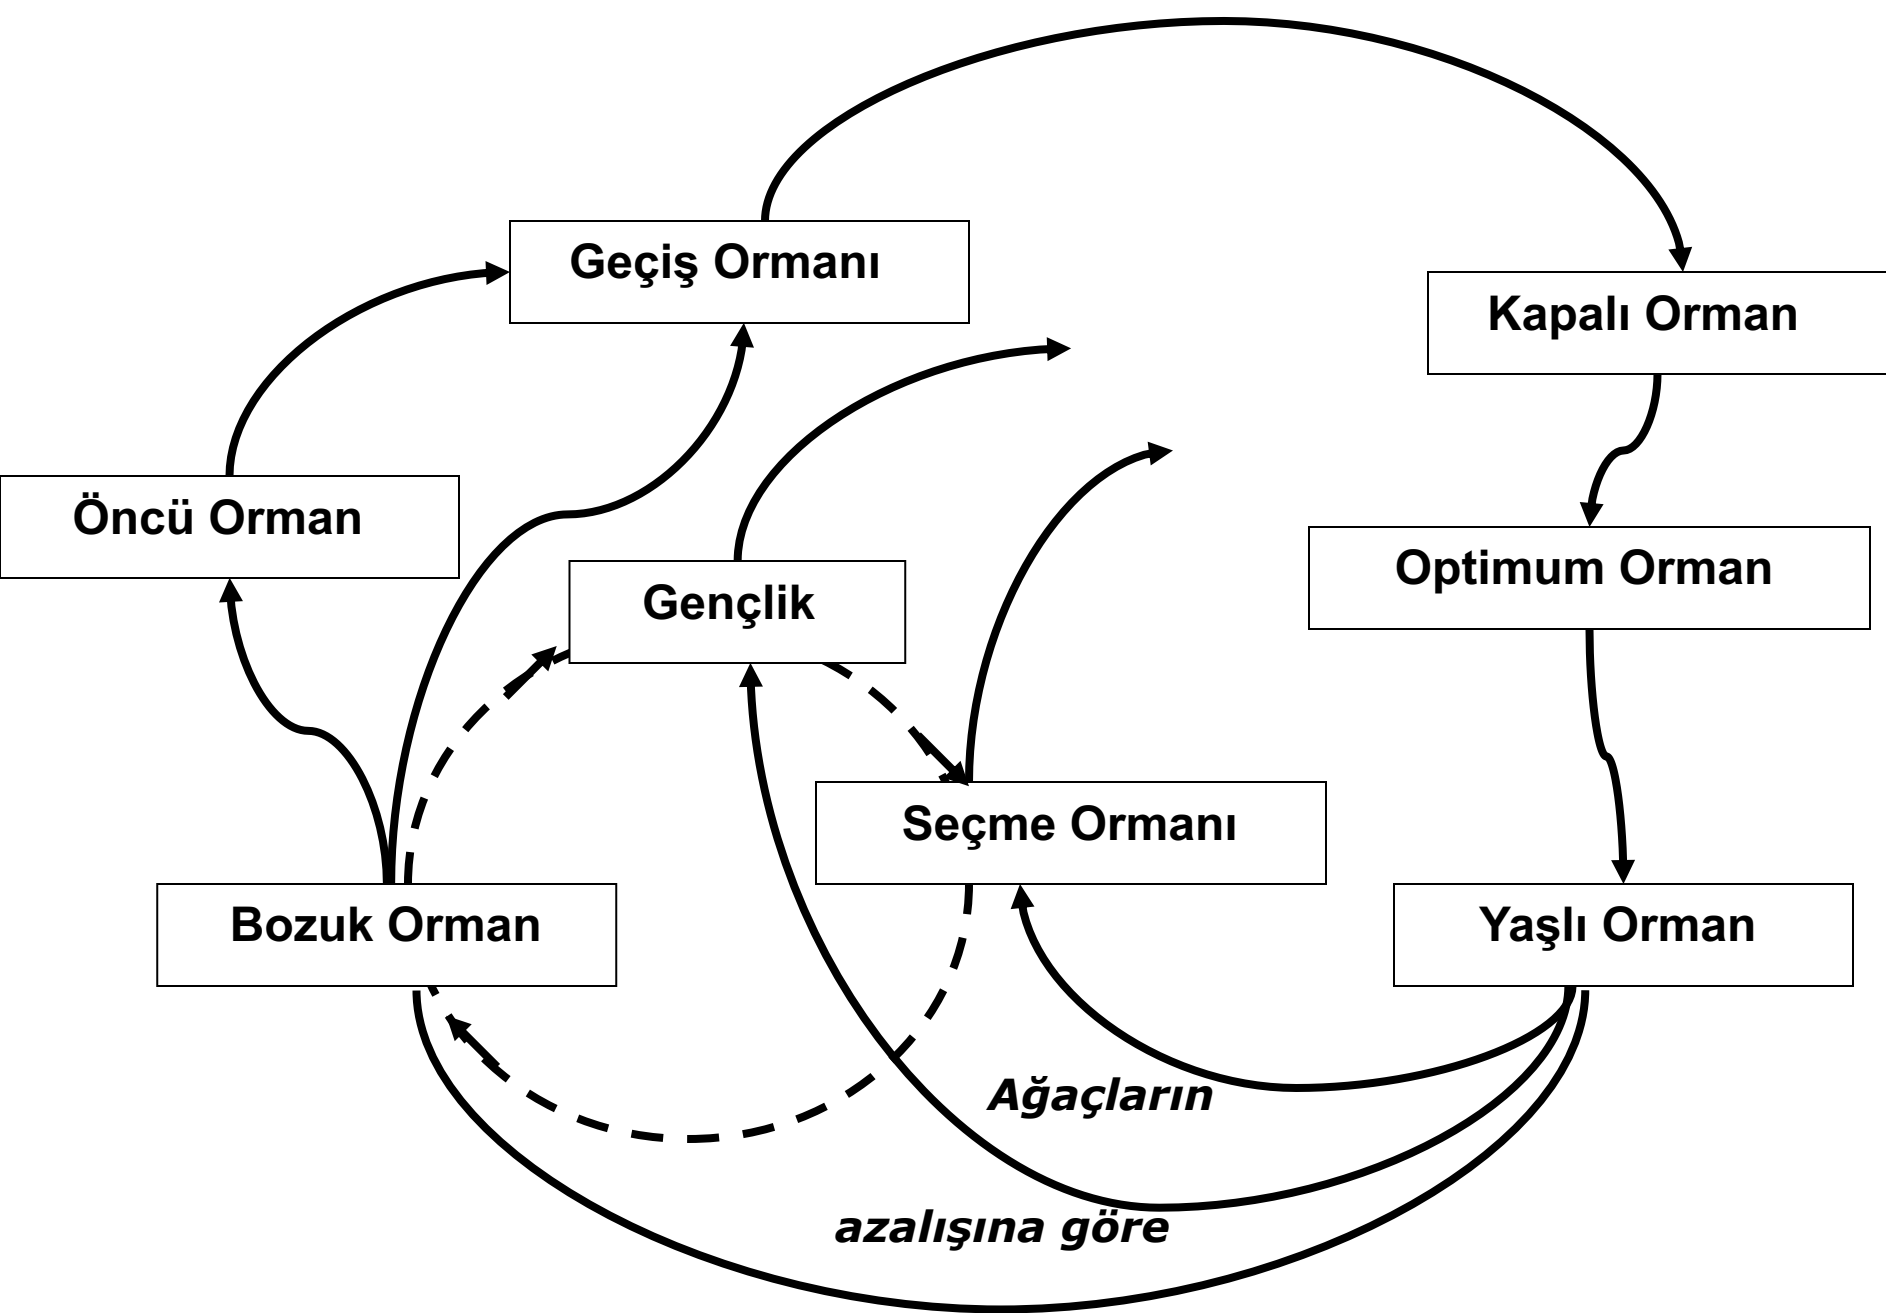 Geçiş Ormanı
Kapalı Orman
Öncü Orman
Optimum Orman
Gençlik
Seçme Ormanı
Bozuk Orman
Yaşlı Orman
Ağaçların
azalışına göre